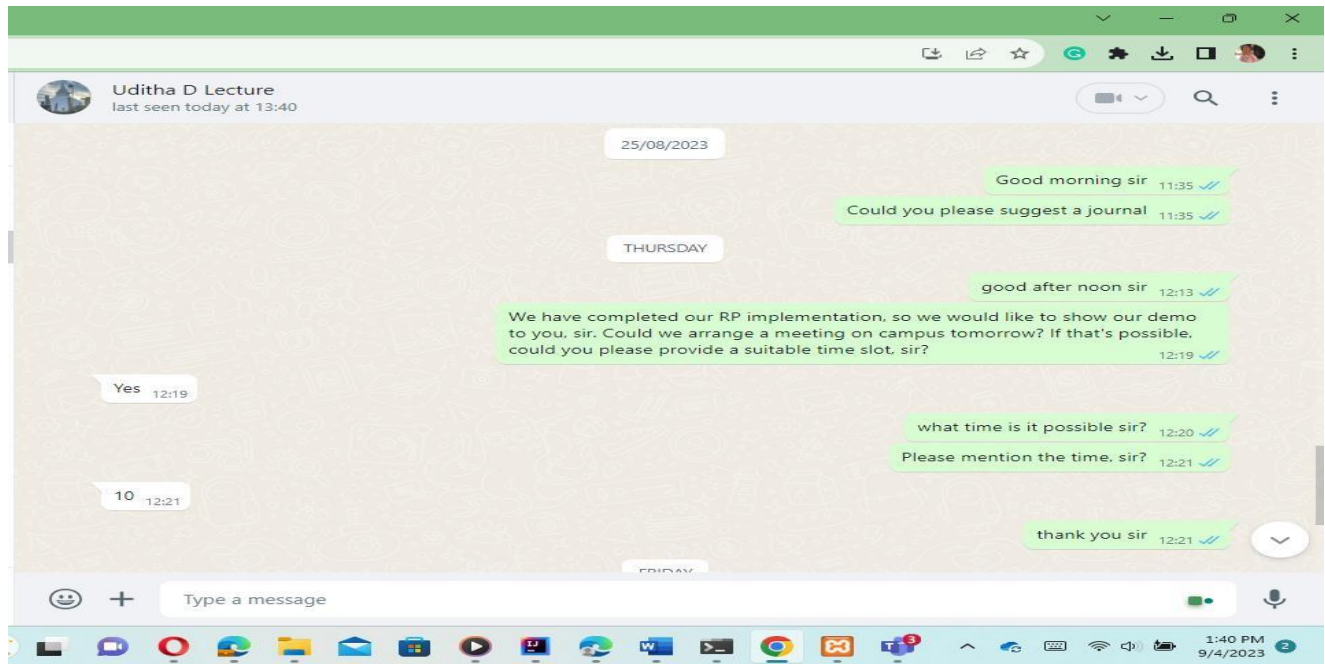 Uditha D Lecture
last seen today at 13:40
25/08/2023
Good morning sir 11:35
Could you please suggest a journal 11:35
THURSDAY
good after noon sir 12:13
We have completed our RP implementation, so we would like to show our demo
to you, sir. Could we arrange a meeting on campus tomorrow? If that's possible,
could you please provide a suitable time slot, sir? 12:19
Yes 12:19
what time is it possible sir? 12:20
Please mention the time, sir? 12:21
10 12:21
thank you sir 12:21
FRIDAY
Type a message
3
1:40 PM
9/4/2023 2